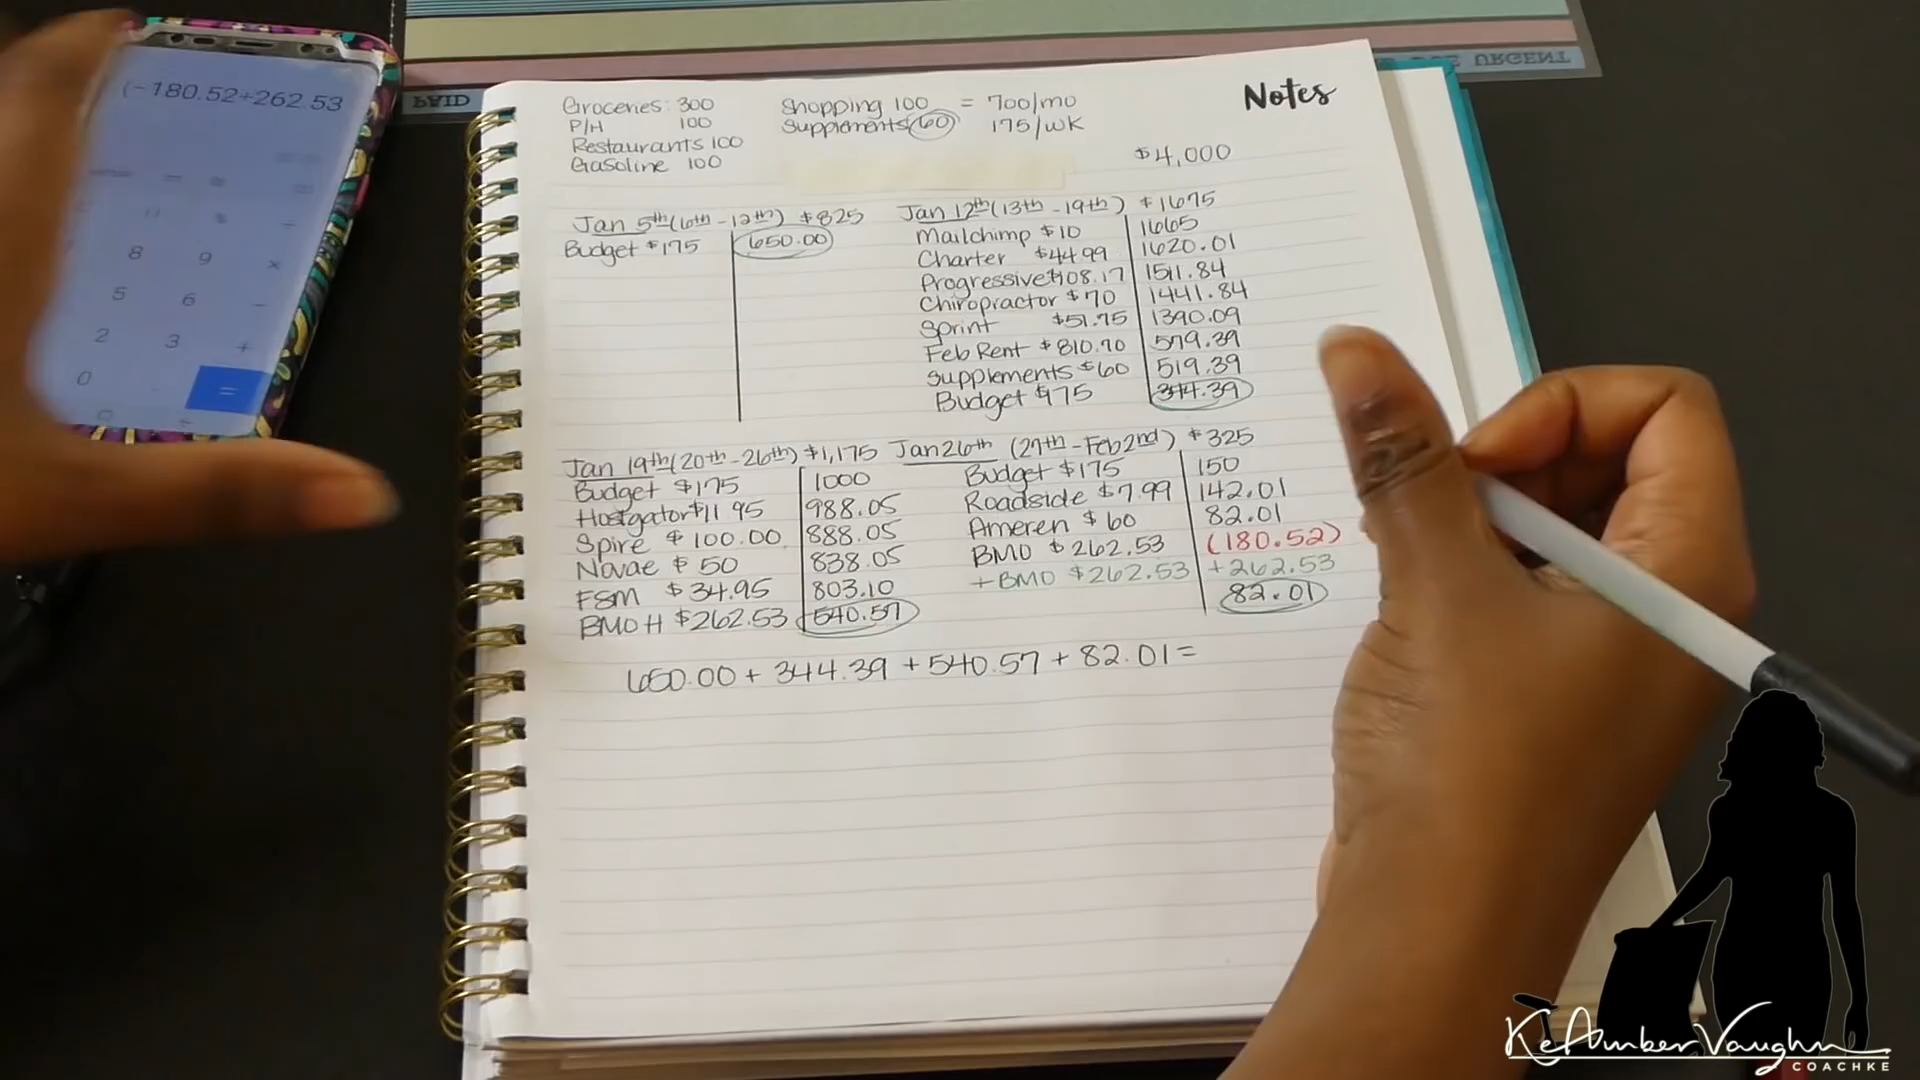 (-180.52+262.53
8 9 ×
5 6 −
2 3 +
0 . =
PAID
URGENT
Notes
Groceries: 300
P/H 100
Restaurants 100
Gasoline 100
Shopping 100 = 700/mo
Supplements 60 175/wk
$4,000
Jan 5th (6th-12th) $825
Budget $175 650.00
Jan 12th (13th-19th) $1675
Mailchimp $10 1665
Charter $44.99 1620.01
Progressive $108.17 1511.84
Chiropractor $70 1441.84
Sprint $51.75 1390.09
Feb Rent $810.70 579.39
Supplements $60 519.39
Budget $175 344.39
Jan 19th (20th-26th) $1,175
Budget $175 1000
Hostgator $11.95 988.05
Spire $100.00 888.05
Novae $50 838.05
FSM $34.95 803.10
BMO H $262.53 540.57
Jan 26th (27th-Feb 2nd) $325
Budget $175 150
Roadside $7.99 142.01
Ameren $60 82.01
BMO $262.53 (180.52)
+BMO $262.53 +262.53
82.01
650.00 + 344.39 + 540.57 + 82.01 =
KeAmber Vaughn
COACHKE